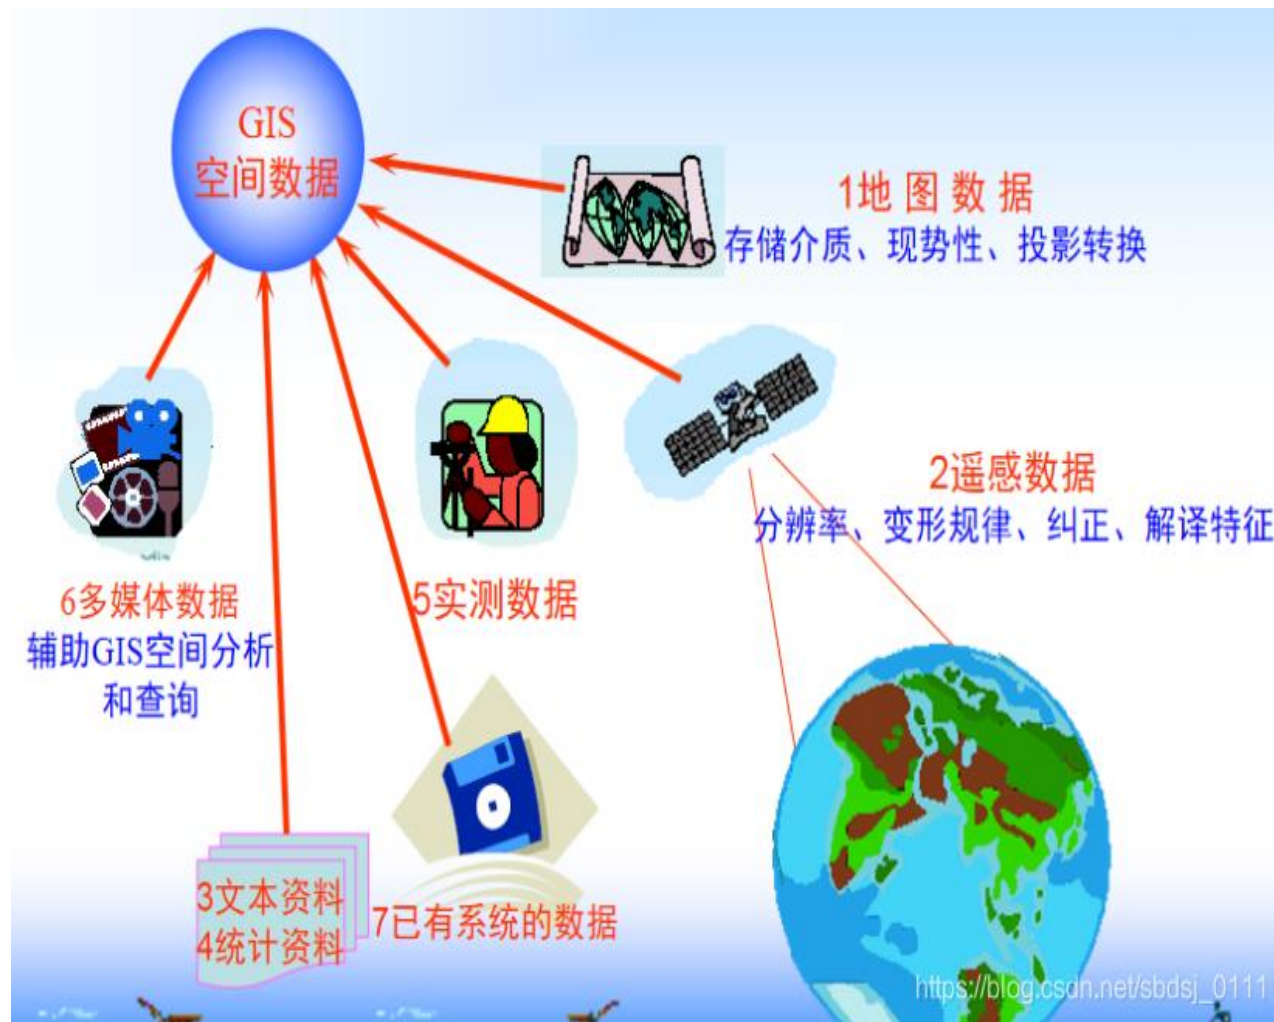 GIS
空间数据
1地 图 数 据
存储介质、现势性、投影转换
2遥感数据
分辨率、变形规律、纠正、解译特征
6多媒体数据
辅助GIS空间分析
和查询
5实测数据
3文本资料
4统计资料
7已有系统的数据
https://blog.csdn.net/sbdsj_0111